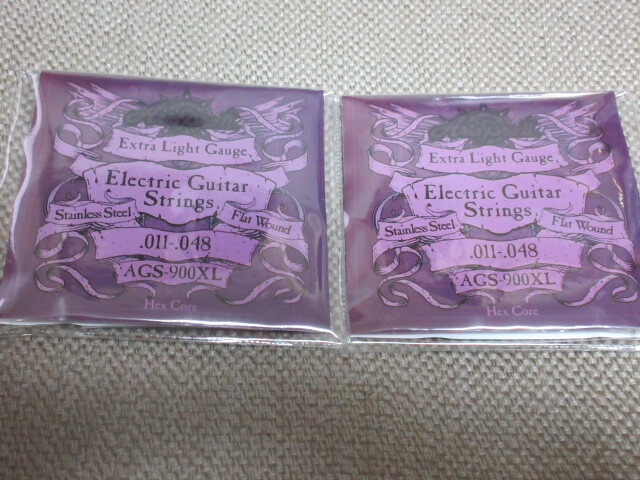 Extra Light Gauge
Electric Guitar
Strings
Stainless Steel
Flat Wound
.011-.048
AGS-900XL
Hex Core
Extra Light Gauge
Electric Guitar
Strings
Stainless Steel
Flat Wound
.011-.048
AGS-900XL
Hex Core